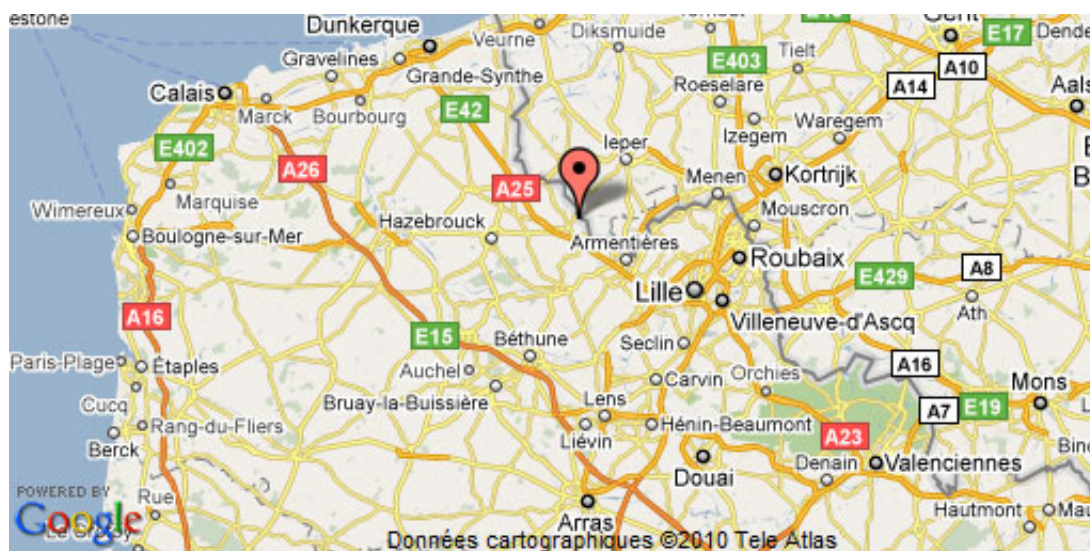 estone
Dunkerque
Veurne
Diksmuide
Tielt
Gent
E17
Dende
Gravelines
Grande-Synthe
E403
A10
Calais
Marck
Bourbourg
E42
Roeselare
A14
Aals
E402
Izegem
Waregem
A26
Ieper
Marquise
A25
Menen
Kortrijk
Wimereux
Boulogne-sur-Mer
Hazebrouck
Mouscron
Armentières
Roubaix
A8
E429
Lille
Ath
A16
Villeneuve-d'Ascq
E15
Béthune
Seclin
Paris-Plage
Étaples
Auchel
A16
Carvin
Orchies
Mons
Cucq
Bruay-la-Buissière
Lens
A7
E19
Rang-du-Fliers
Liévin
Hénin-Beaumont
A23
Berck
Binc
Douai
Denain
Valenciennes
POWERED BY
Google
Rue
Arras
Hautmont
Mau
Données cartographiques ©2010 Tele Atlas